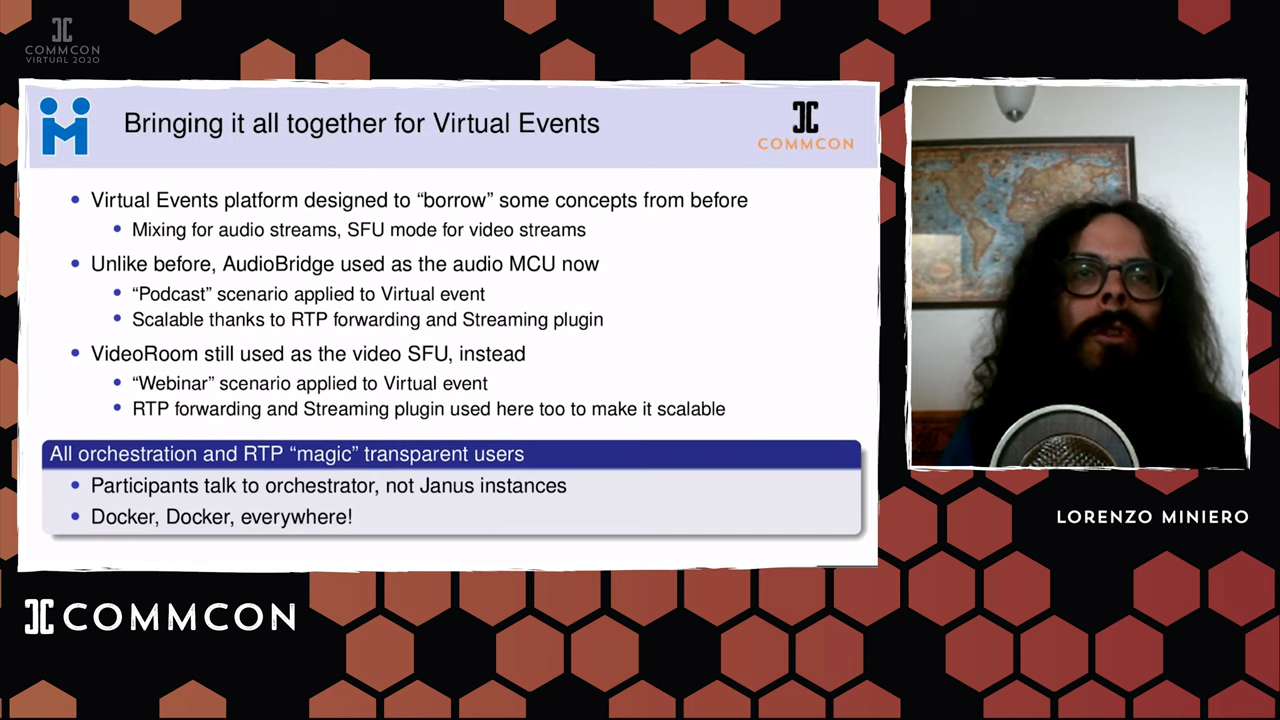 COMMCON
VIRTUAL 2020
Bringing it all together for Virtual Events
COMMCON
Virtual Events platform designed to “borrow” some concepts from before
Mixing for audio streams, SFU mode for video streams
Unlike before, AudioBridge used as the audio MCU now
“Podcast” scenario applied to Virtual event
Scalable thanks to RTP forwarding and Streaming plugin
VideoRoom still used as the video SFU, instead
“Webinar” scenario applied to Virtual event
RTP forwarding and Streaming plugin used here too to make it scalable
All orchestration and RTP “magic” transparent users
Participants talk to orchestrator, not Janus instances
Docker, Docker, everywhere!
LORENZO MINIERO
COMMCON